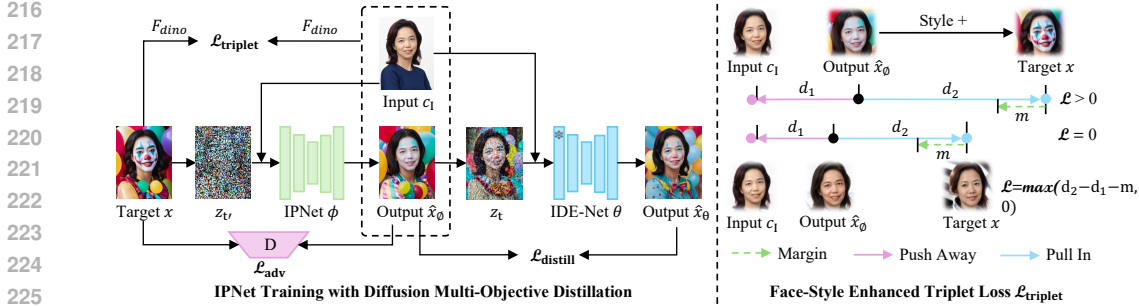 216
217
218
219
220
221
222
223
224
225
F_dino
F_dino
ℒ_triplet
Input c_I
Target x
z_t′
IPNet ϕ
Output x̂_ϕ
z_t
IDE-Net θ
Output x̂_θ
D
ℒ_adv
ℒ_distill
IPNet Training with Diffusion Multi-Objective Distillation
Style +
Input c_I
Output x̂_ϕ
Target x
d_1
d_2
m
ℒ > 0
d_1
d_2
m
ℒ = 0
Input c_I
Output x̂_ϕ
Target x
ℒ=max(d_2−d_1−m,
0)
Margin
Push Away
Pull In
Face-Style Enhanced Triplet Loss ℒ_triplet